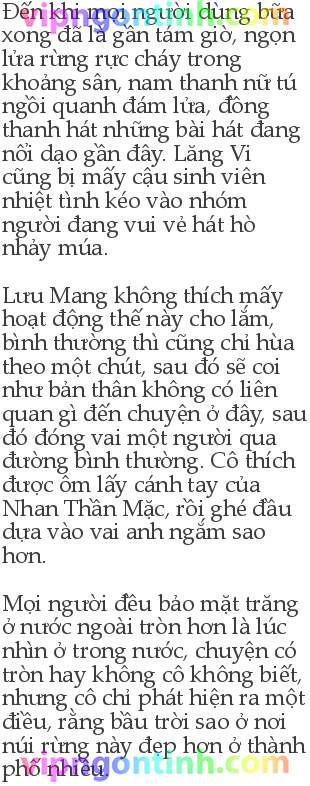 Đến khi mọi người dùng bữa
vipngontinh.com
xong đã là gần tám giờ, ngọn
lửa rừng rực cháy trong
khoảng sân, nam thanh nữ tú
ngồi quanh đám lửa, đồng
thanh hát những bài hát đang
nổi dạo gần đây. Lăng Vi
cũng bị mấy cậu sinh viên
nhiệt tình kéo vào nhóm
người đang vui vẻ hát hò
nhảy múa.
Lưu Mang không thích mấy
hoạt động thế này cho lắm,
bình thường thì cũng chỉ hùa
theo một chút, sau đó sẽ coi
như bản thân không có liên
quan gì đến chuyện ở đây, sau
đó đóng vai một người qua
đường bình thường. Cô thích
được ôm lấy cánh tay của
Nhan Thần Mặc, rồi ghé đầu
dựa vào vai anh ngắm sao
hơn.
Mọi người đều bảo mặt trăng
ở nước ngoài tròn hơn là lúc
nhìn ở trong nước, chuyện có
tròn hay không cô không biết,
nhưng cô chỉ phát hiện ra một
điều, rằng bầu trời sao ở nơi
núi rừng này đẹp hơn ở thành
phố nhiều.
vipngontinh.com